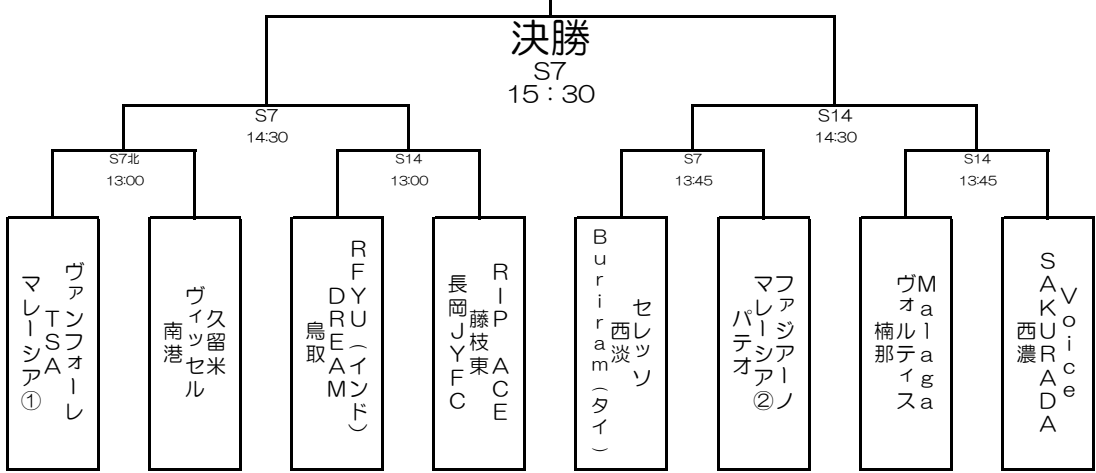 決勝
S7
15：30
S7
14:30
S14
14:30
S7北
13:00
S14
13:00
S7
13:45
S14
13:45
ヴァンフォーレ
TSA
マレーシア①
久留米
ヴィッセル
南港
RFYU（インド）
DREAM
鳥取
RIP ACE
藤枝東
長岡JYFC
セレッソ
西淡
Buriram（タイ）
ファジアーノ
マレーシア②
パテオ
Malaga
ヴォルティス
楠那
Voice
SAKURADA
西濃